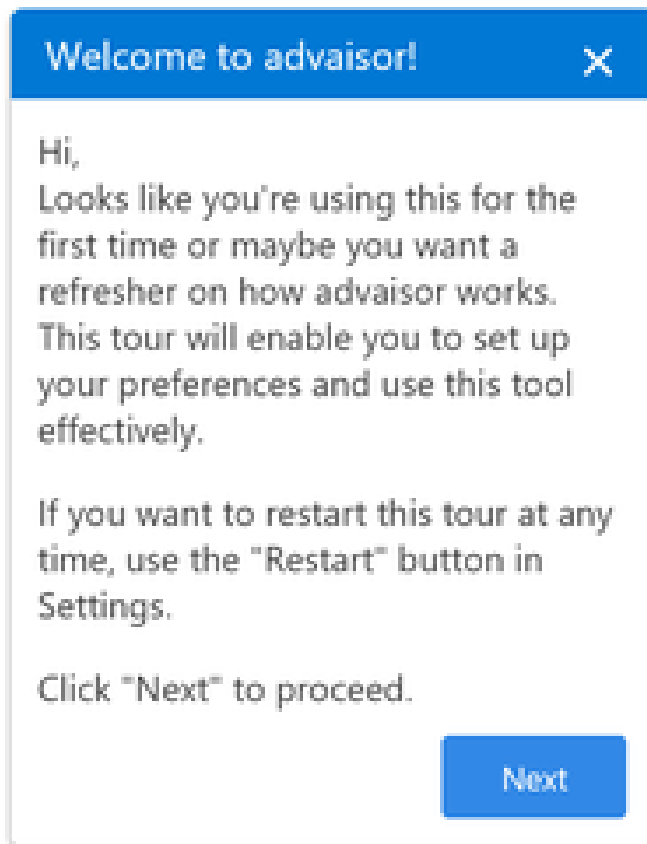 Welcome to advaisor!
Hi,
Looks like you're using this for the
first time or maybe you want a
refresher on how advaisor works.
This tour will enable you to set up
your preferences and use this tool
effectively.
If you want to restart this tour at any
time, use the "Restart" button in
Settings.
Click "Next" to proceed.
Next